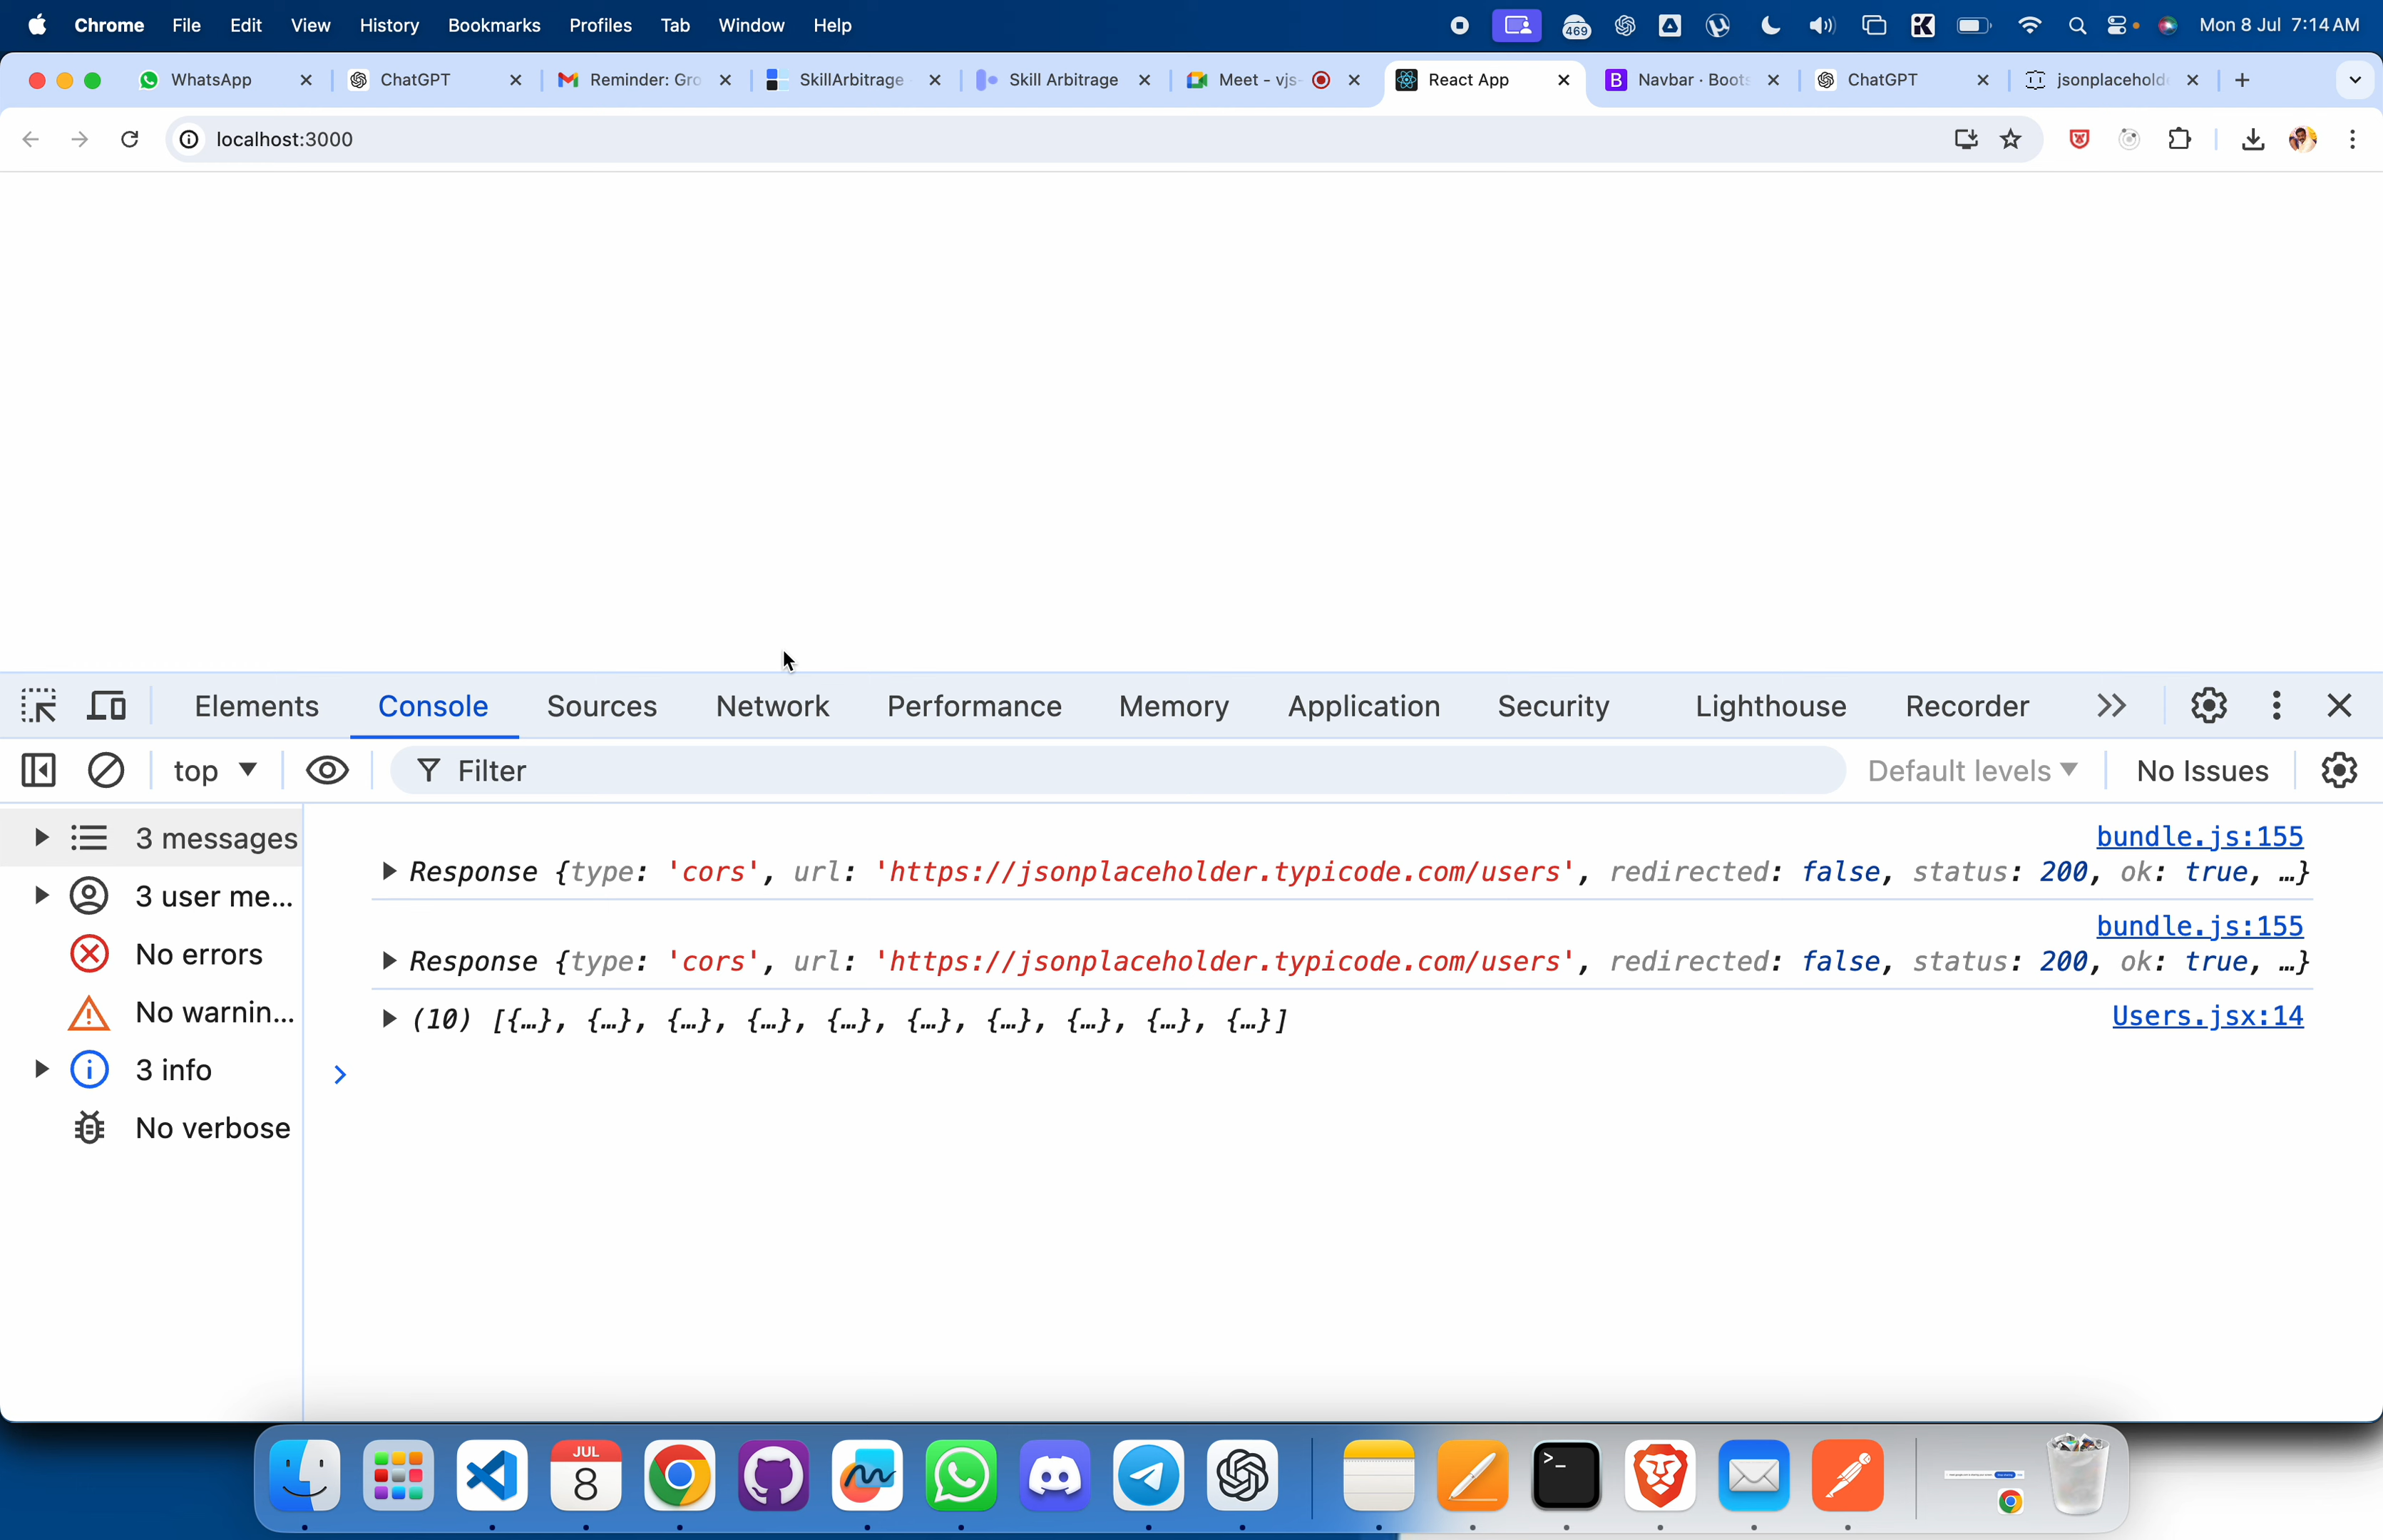 Chrome File Edit View History Bookmarks Profiles Tab Window Help 469 Mon 8 Jul 7:14 AM
WhatsApp ChatGPT Reminder: Gro SkillArbitrage Skill Arbitrage Meet - vjs- React App Navbar · Boots ChatGPT jsonplacehold
localhost:3000
Elements Console Sources Network Performance Memory Application Security Lighthouse Recorder
top Filter Default levels No Issues
3 messages
3 user me...
No errors
No warnin...
3 info
No verbose
bundle.js:155
Response {type: 'cors', url: 'https://jsonplaceholder.typicode.com/users', redirected: false, status: 200, ok: true, …}
bundle.js:155
Response {type: 'cors', url: 'https://jsonplaceholder.typicode.com/users', redirected: false, status: 200, ok: true, …}
(10) [{…}, {…}, {…}, {…}, {…}, {…}, {…}, {…}, {…}, {…}] Users.jsx:14
JUL
8